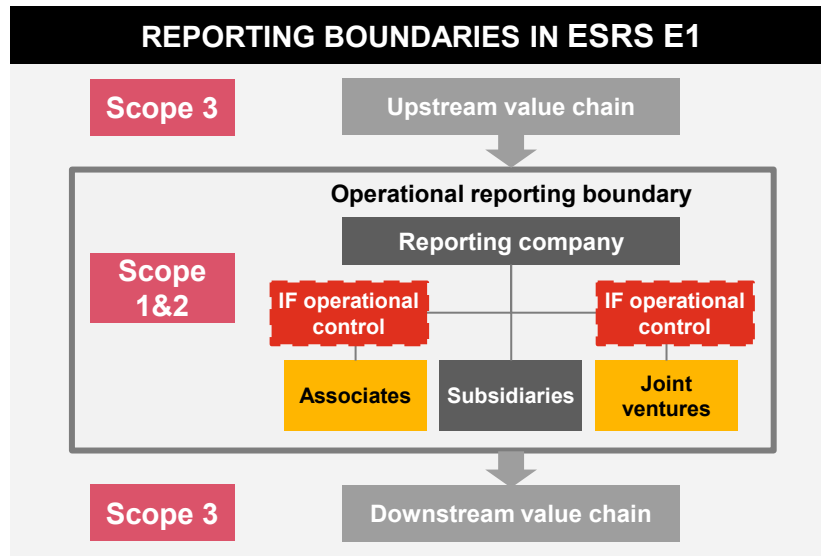 REPORTING BOUNDARIES IN ESRS E1
Scope 3
Upstream value chain
Operational reporting boundary
Reporting company
Scope
1&2
IF operational
control
IF operational
control
Associates
Subsidiaries
Joint
ventures
Scope 3
Downstream value chain